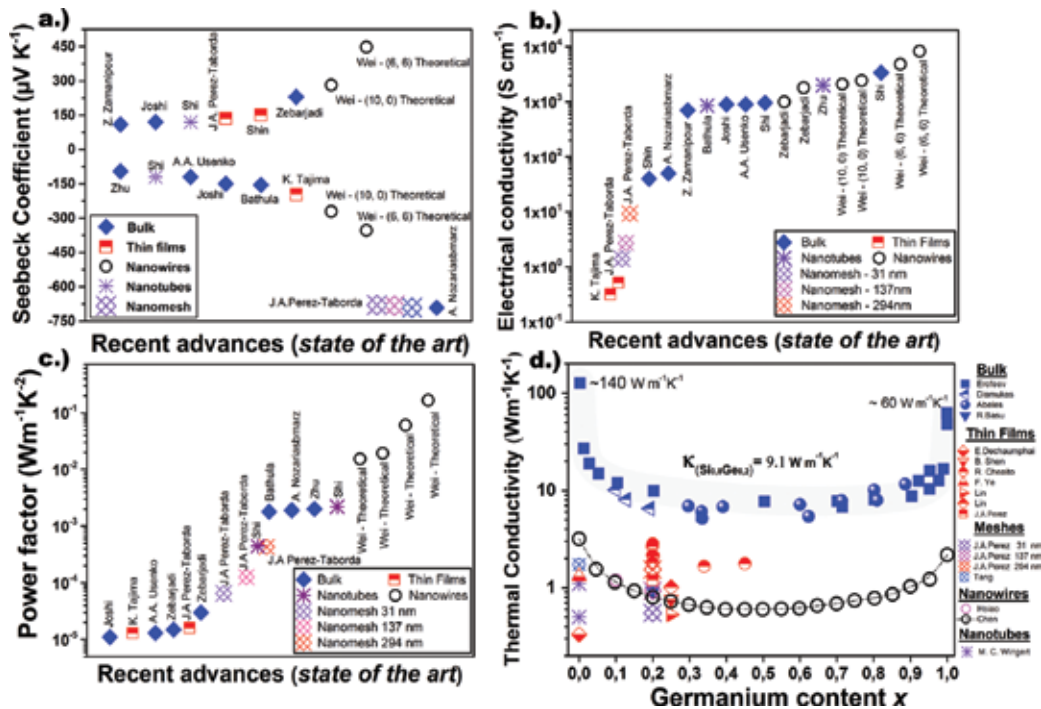 a.)
Seebeck Coefficient (µV K⁻¹)
450
300
150
0
-150
-300
-450
-600
-750
Z. Zamanipour
Joshi
Shi
J.A. Perez-Taborda
Shin
Zebarjadi
Wei - (6, 6) Theoretical
Wei - (10, 0) Theoretical
Zhu
Shi
A.A. Usenko
Joshi
Bathula
K. Tajima
Wei - (10, 0) Theoretical
Wei - (6, 6) Theoretical
J.A.Perez-Taborda
A. Nozariasbmarz
Bulk
Thin films
Nanowires
Nanotubes
Nanomesh
Recent advances (state of the art)
b.)
Electrical conductivity (S cm⁻¹)
1x10⁴
1x10³
1x10²
1x10¹
1x10⁰
1x10⁻¹
K. Tajima
J.A. Perez-Taborda
J.A. Perez-Taborda
Shin
A. Nozariasbmarz
Z. Zamanipour
Bathula
Joshi
A.A. Usenko
Shi
Zebarjadi
Zebarjadi
Zhu
Wei - (10, 0) Theoretical
Wei - (10, 0) Theoretical
Shi
Wei - (6, 6) Theoretical
Wei - (6, 6) Theoretical
Bulk
Thin Films
Nanotubes
Nanowires
Nanomesh - 31 nm
Nanomesh - 137nm
Nanomesh - 294nm
Recent advances (state of the art)
c.)
Power factor (Wm⁻¹K⁻²)
10⁻¹
10⁻²
10⁻³
10⁻⁴
10⁻⁵
Joshi
K. Tajima
A.A. Usenko
Zebarjadi
J.A Perez-Taborda
Zebarjadi
J.A Perez-Taborda
J.A Perez-Taborda
Shi
Bathula
J.A Perez-Taborda
A. Nozariasbmarz
Zhu
Shi
Wei - Theoretical
Wei - Theoretical
Wei - Theoretical
Wei - Theoretical
Bulk
Thin Films
Nanotubes
Nanowires
Nanomesh 31 nm
Nanomesh 137 nm
Nanomesh 294 nm
Recent advances (state of the art)
d.)
Thermal Conductivity (Wm⁻¹K⁻¹)
100
10
1
~140 W m⁻¹K⁻¹
~ 60 W m⁻¹K⁻¹
K(Si0,8Ge0,2) = 9.1 W m⁻¹K⁻¹
0,0 0,1 0,2 0,3 0,4 0,5 0,6 0,7 0,8 0,9 1,0
Germanium content x
Bulk
Erofeev
Dismukes
Abeles
R.Basu
Thin Films
E.Dechaumphai
B. Shen
R. Cheaito
F. Ye
Lin
Lin
J.A.Perez
Meshes
J.A.Perez 31 nm
J.A.Perez 137 nm
J.A.Perez 294 nm
Tang
Nanowires
Hsiao
Chen
Nanotubes
M. C. Wingert